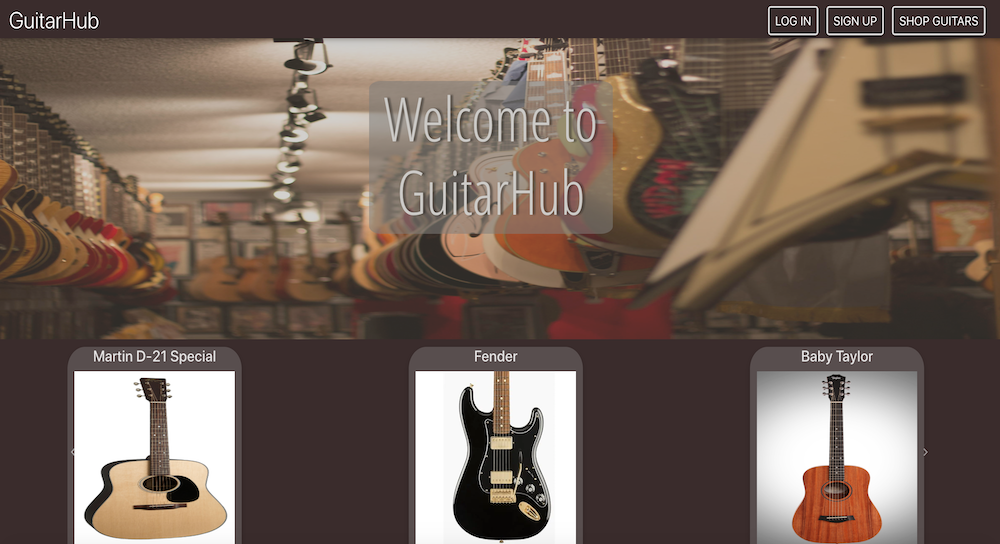 GuitarHub
LOG IN
SIGN UP
SHOP GUITARS
Welcome to
GuitarHub
Martin D-21 Special
Fender
Baby Taylor